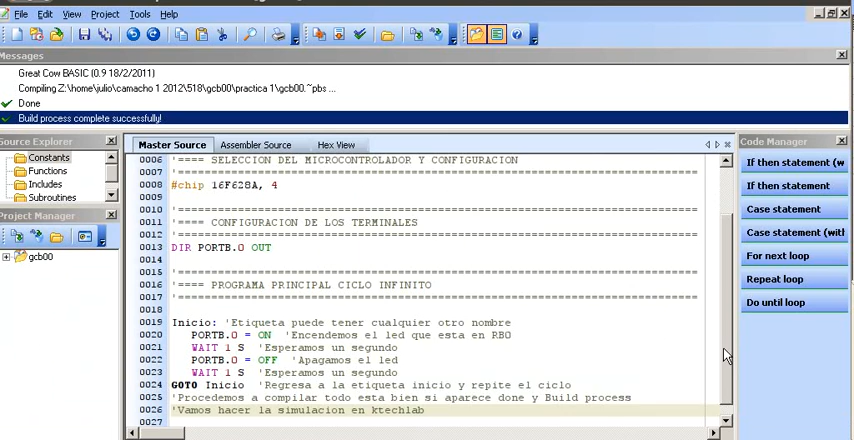 File Edit View Project Tools Help
Messages
Great Cow BASIC (0.9 18/2/2011)
Compiling Z:\home\julio\camacho 1 2012\518\gcb00\practica 1\gcb00.~pbs ...
Done
Build process complete successfully!
Source Explorer
Constants
Functions
Includes
Subroutines
Project Manager
gcb00
Master Source Assembler Source Hex View
0006 '==== SELECCION DEL MICROCONTROLADOR Y CONFIGURACION
0007 '==============================================================
0008 #chip 16F628A, 4
0009
0010 '==============================================================
0011 '==== CONFIGURACION DE LOS TERMINALES
0012 '==============================================================
0013 DIR PORTB.0 OUT
0014
0015 '==============================================================
0016 '==== PROGRAMA PRINCIPAL CICLO INFINITO
0017 '==============================================================
0018
0019 Inicio: 'Etiqueta puede tener cualquier otro nombre
0020 PORTB.0 = ON 'Encendemos el led que esta en RB0
0021 WAIT 1 S 'Esperamos un segundo
0022 PORTB.0 = OFF 'Apagamos el led
0023 WAIT 1 S 'Esperamos un segundo
0024 GOTO Inicio 'Regresa a la etiqueta inicio y repite el ciclo
0025 'Procedemos a compilar todo esta bien si aparece done y Build process
0026 'Vamos hacer la simulacion en ktechlab
0027
Code Manager
If then statement (w
If then statement
Case statement
Case statement (with
For next loop
Repeat loop
Do until loop